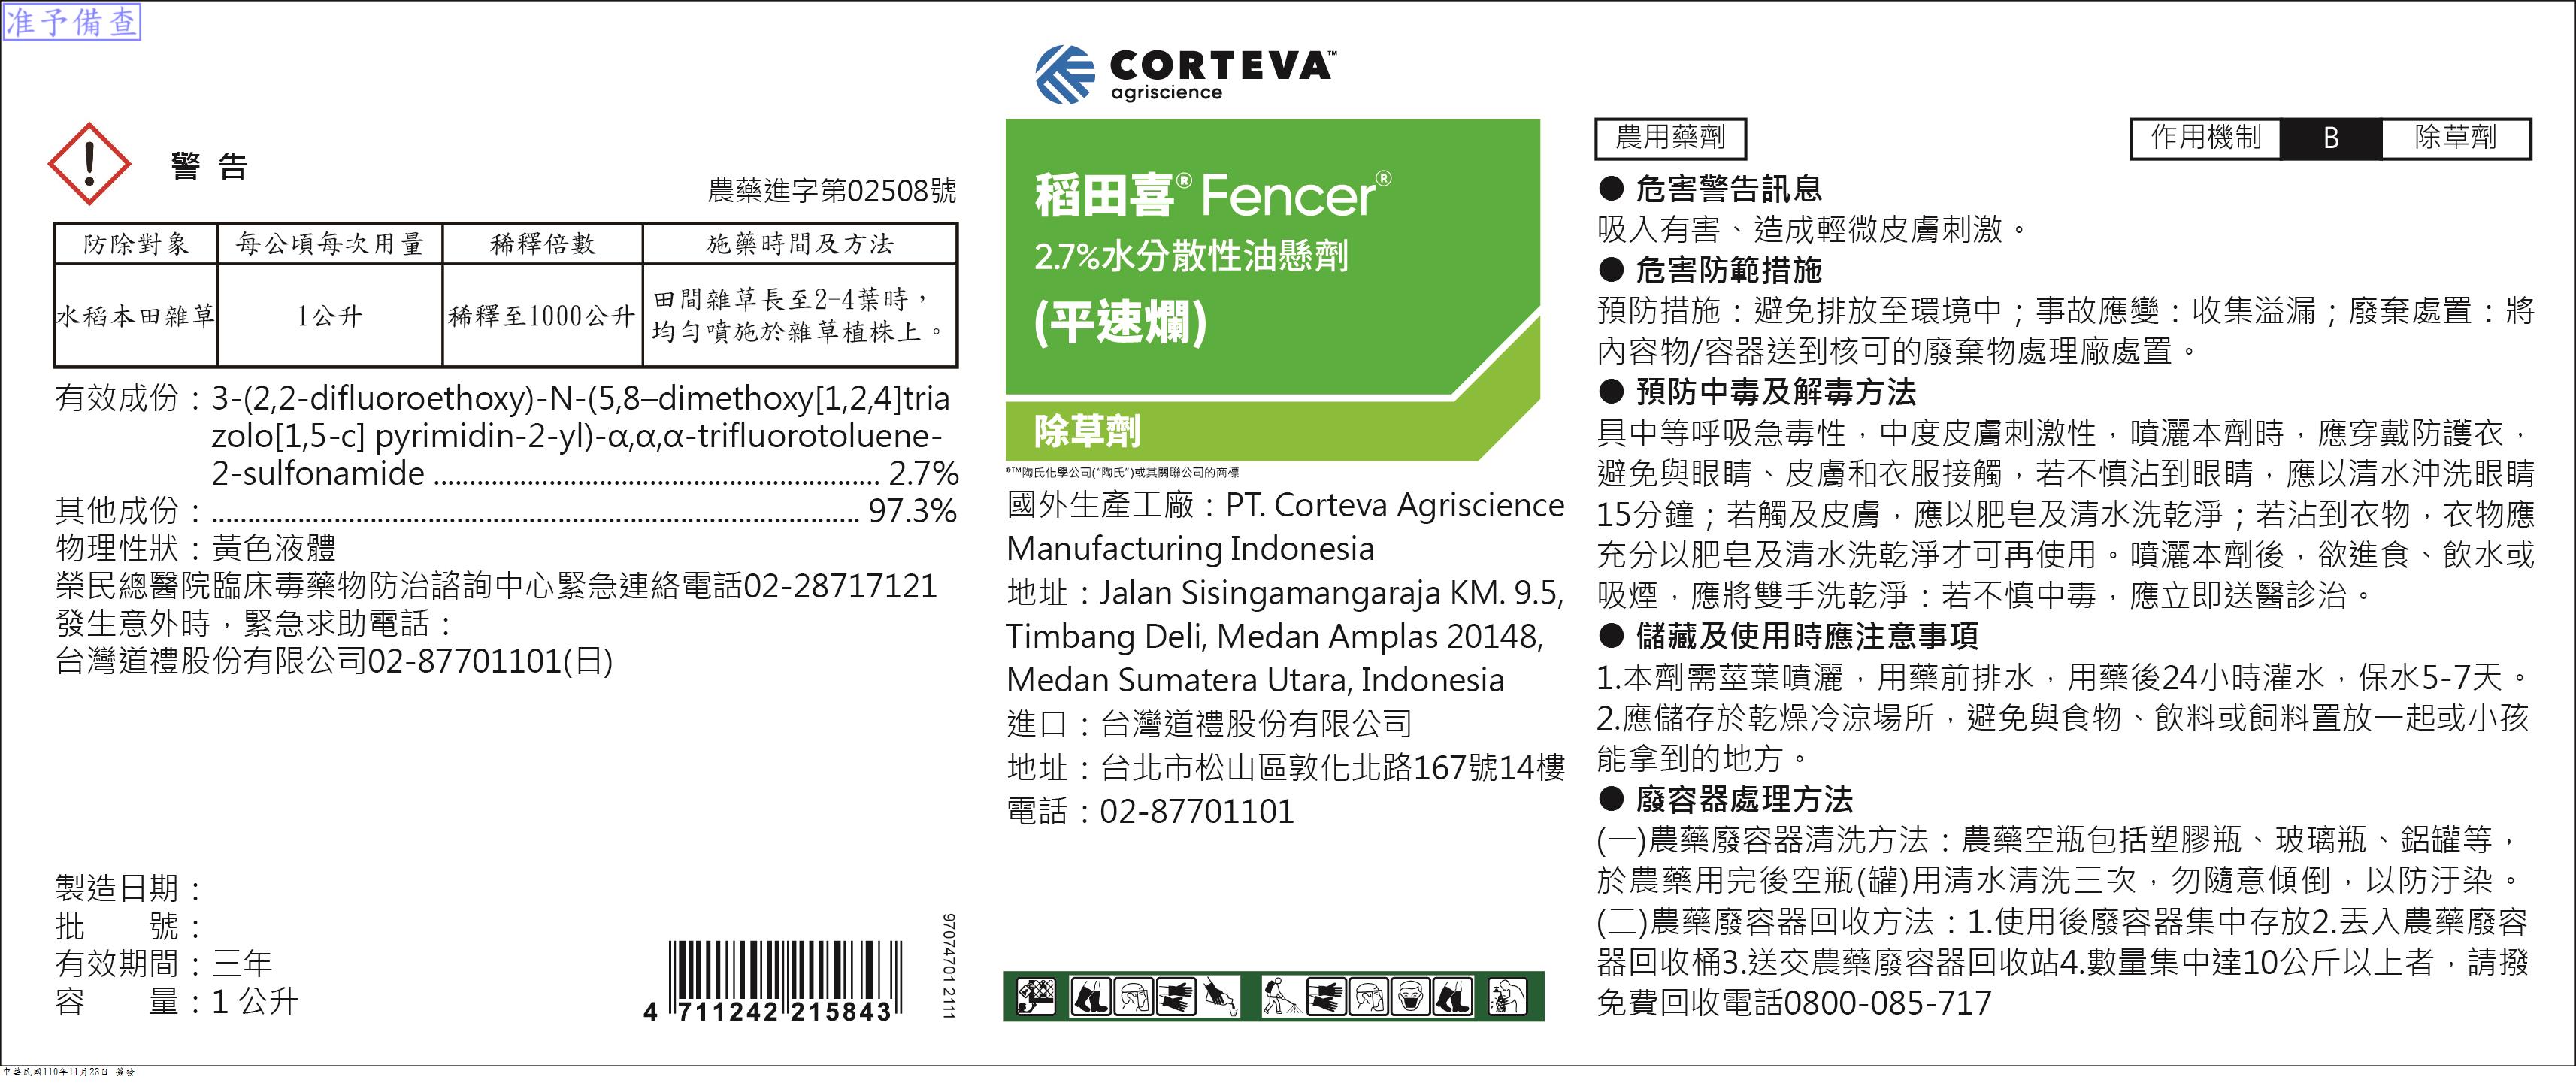 准予備查
警 告
農藥進字第02508號
防除對象 每公頃每次用量 稀釋倍數 施藥時間及方法
水稻本田雜草 1公升 稀釋至1000公升 田間雜草長至2-4葉時，
均勻噴施於雜草植株上。
有效成份：3-(2,2-difluoroethoxy)-N-(5,8–dimethoxy[1,2,4]tria
zolo[1,5-c] pyrimidin-2-yl)-α,α,α-trifluorotoluene-
2-sulfonamide .............................................................. 2.7%
其他成份：.......................................................................................... 97.3%
物理性狀：黃色液體
榮民總醫院臨床毒藥物防治諮詢中心緊急連絡電話02-28717121
發生意外時，緊急求助電話：
台灣道禮股份有限公司02-87701101(日)
製造日期：
批　　號：
有效期間：三年
容　　量：1 公升
4 711242 215843
97074701 2111
CORTEVA™
agriscience
稻田喜® Fencer®
2.7%水分散性油懸劑
(平速爛)
除草劑
®™陶氏化學公司(“陶氏”)或其關聯公司的商標
國外生產工廠：PT. Corteva Agriscience
Manufacturing Indonesia
地址：Jalan Sisingamangaraja KM. 9.5,
Timbang Deli, Medan Amplas 20148,
Medan Sumatera Utara, Indonesia
進口：台灣道禮股份有限公司
地址：台北市松山區敦化北路167號14樓
電話：02-87701101
農用藥劑
作用機制 B 除草劑
● 危害警告訊息
吸入有害、造成輕微皮膚刺激。
● 危害防範措施
預防措施：避免排放至環境中；事故應變：收集溢漏；廢棄處置：將
內容物/容器送到核可的廢棄物處理廠處置。
● 預防中毒及解毒方法
具中等呼吸急毒性，中度皮膚刺激性，噴灑本劑時，應穿戴防護衣，
避免與眼睛、皮膚和衣服接觸，若不慎沾到眼睛，應以清水沖洗眼睛
15分鐘；若觸及皮膚，應以肥皂及清水洗乾淨；若沾到衣物，衣物應
充分以肥皂及清水洗乾淨才可再使用。噴灑本劑後，欲進食、飲水或
吸煙，應將雙手洗乾淨：若不慎中毒，應立即送醫診治。
● 儲藏及使用時應注意事項
1.本劑需莖葉噴灑，用藥前排水，用藥後24小時灌水，保水5-7天。
2.應儲存於乾燥冷涼場所，避免與食物、飲料或飼料置放一起或小孩
能拿到的地方。
● 廢容器處理方法
(一)農藥廢容器清洗方法：農藥空瓶包括塑膠瓶、玻璃瓶、鋁罐等，
於農藥用完後空瓶(罐)用清水清洗三次，勿隨意傾倒，以防汙染。
(二)農藥廢容器回收方法：1.使用後廢容器集中存放2.丟入農藥廢容
器回收桶3.送交農藥廢容器回收站4.數量集中達10公斤以上者，請撥
免費回收電話0800-085-717
中華民國110年11月23日 簽發